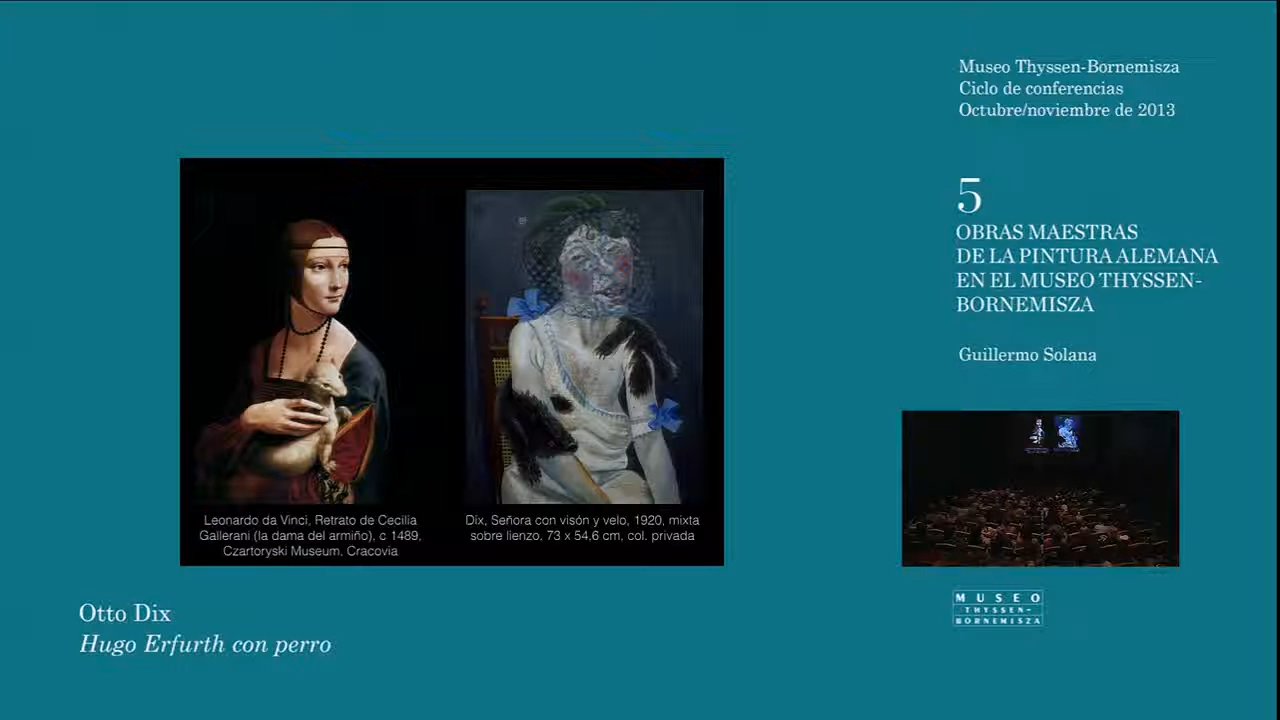 Museo Thyssen-Bornemisza
Ciclo de conferencias
Octubre/noviembre de 2013
5
OBRAS MAESTRAS
DE LA PINTURA ALEMANA
EN EL MUSEO THYSSEN-
BORNEMISZA
Guillermo Solana
Leonardo da Vinci, Retrato de Cecilia
Gallerani (la dama del armiño), c 1489,
Czartoryski Museum. Cracovia
Dix, Señora con visón y velo, 1920, mixta
sobre lienzo, 73 x 54,6 cm, col. privada
Otto Dix
Hugo Erfurth con perro
MUSEO
THYSSEN-
BORNEMISZA